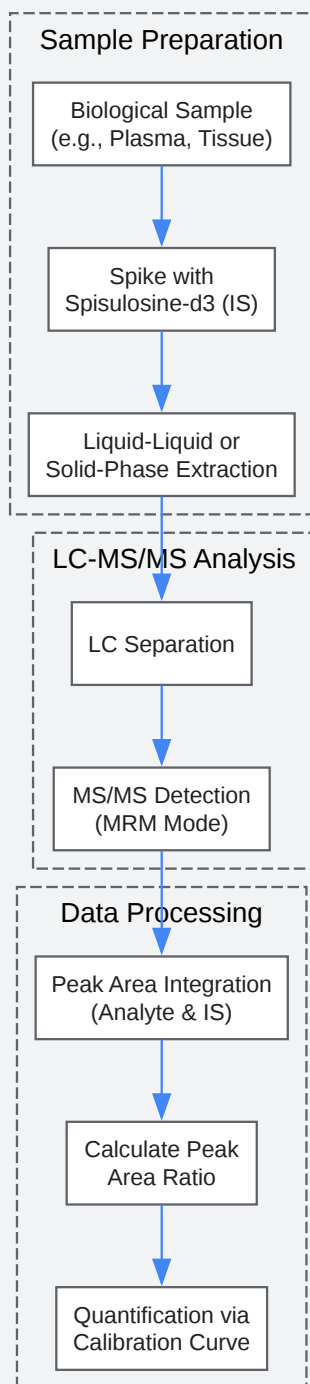 Sample Preparation
Biological Sample
(e.g., Plasma, Tissue)
Spike with
Spisulosine-d3 (IS)
Liquid-Liquid or
Solid-Phase Extraction
LC-MS/MS Analysis
LC Separation
MS/MS Detection
(MRM Mode)
Data Processing
Peak Area Integration
(Analyte & IS)
Calculate Peak
Area Ratio
Quantification via
Calibration Curve